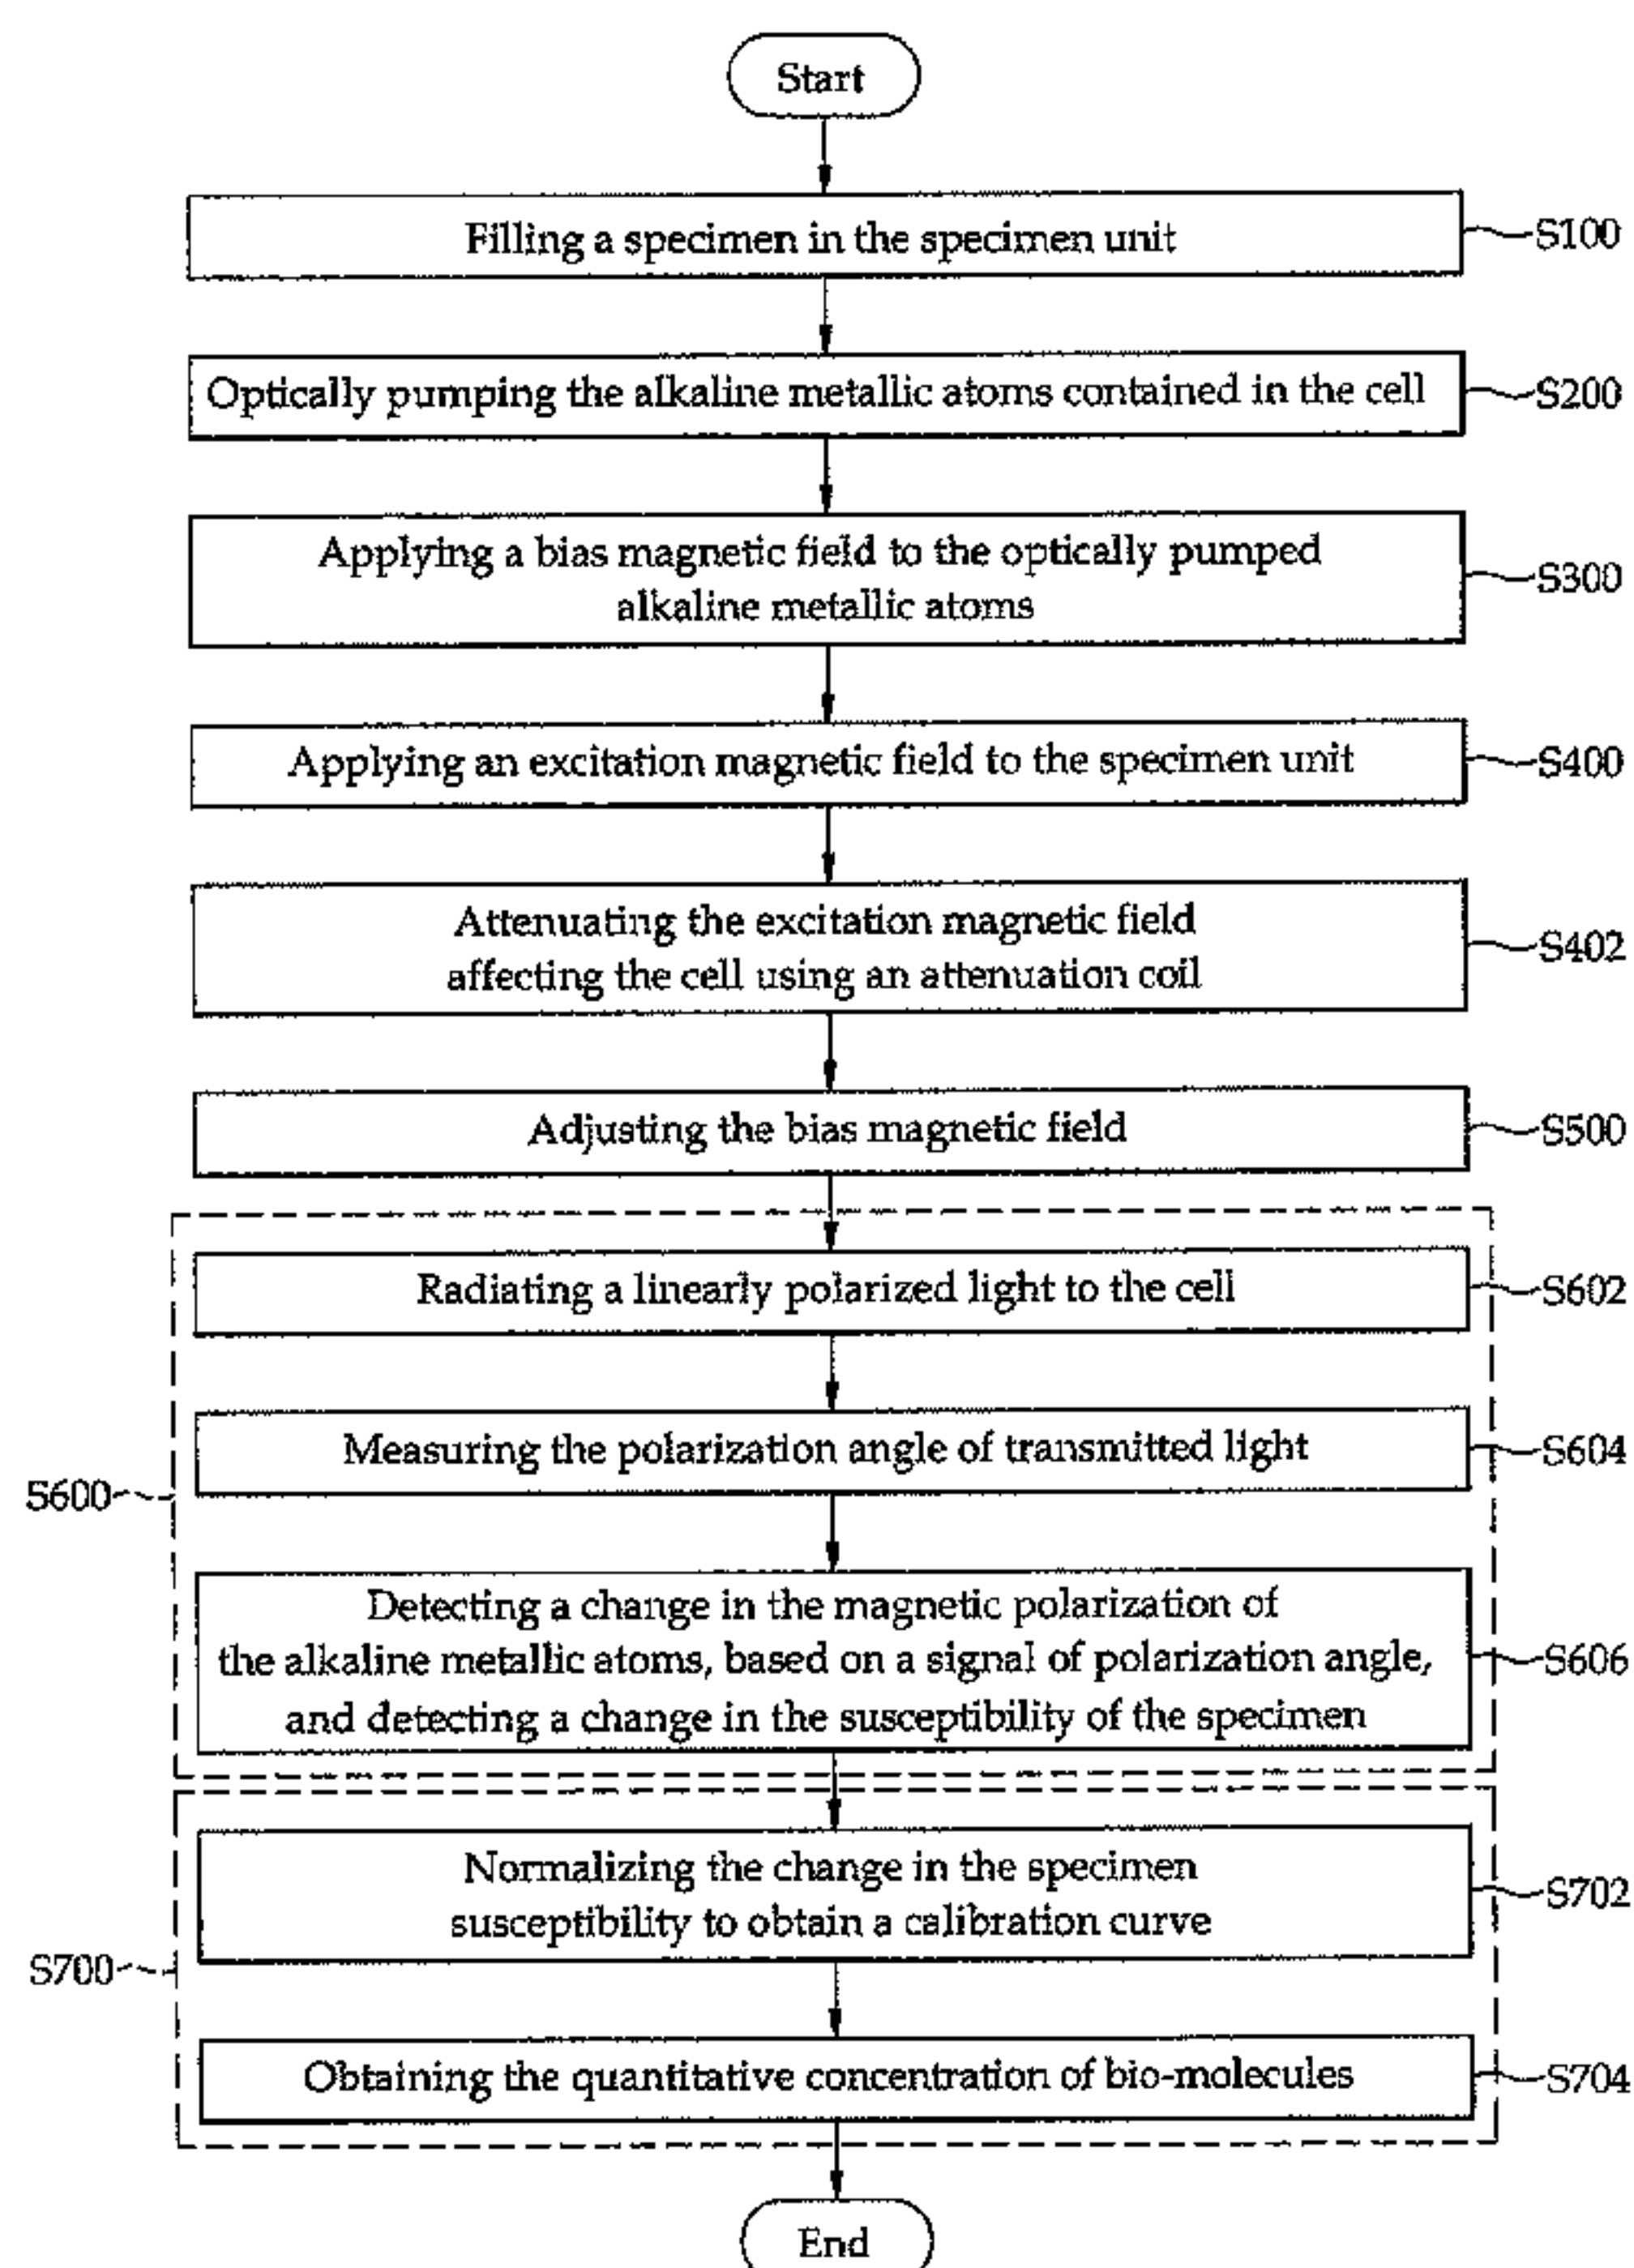 Start
Filling a specimen in the specimen unit
S100
Optically pumping the alkaline metallic atoms contained in the cell
S200
Applying a bias magnetic field to the optically pumped
alkaline metallic atoms
S300
Applying an excitation magnetic field to the specimen unit
S400
Attenuating the excitation magnetic field
affecting the cell using an attenuation coil
S402
Adjusting the bias magnetic field
S500
Radiating a linearly polarized light to the cell
S602
Measuring the polarization angle of transmitted light
S604
S600
Detecting a change in the magnetic polarization of
the alkaline metallic atoms, based on a signal of polarization angle,
and detecting a change in the susceptibility of the specimen
S606
Normalizing the change in the specimen
susceptibility to obtain a calibration curve
S702
S700
Obtaining the quantitative concentration of bio-molecules
S704
End